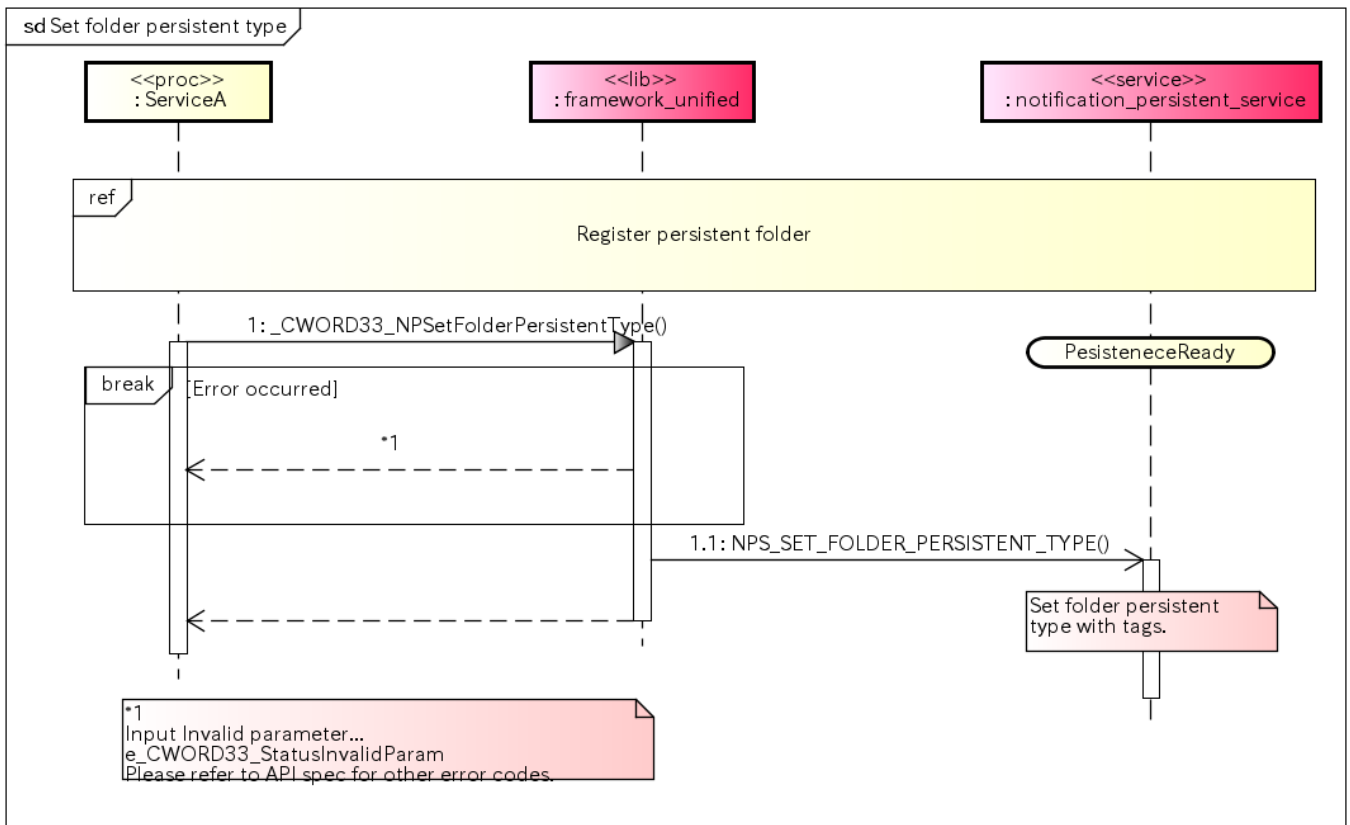 sd Set folder persistent type
<<proc>>
: ServiceA
<<lib>>
: framework_unified
<<service>>
: notification_persistent_service
ref
Register persistent folder
1: _CWORD33_NPSetFolderPersistentType()
PesisteneceReady
break
[Error occurred]
*1
1.1: NPS_SET_FOLDER_PERSISTENT_TYPE()
Set folder persistent
type with tags.
*1
Input Invalid parameter...
e_CWORD33_StatusInvalidParam
Please refer to API spec for other error codes.